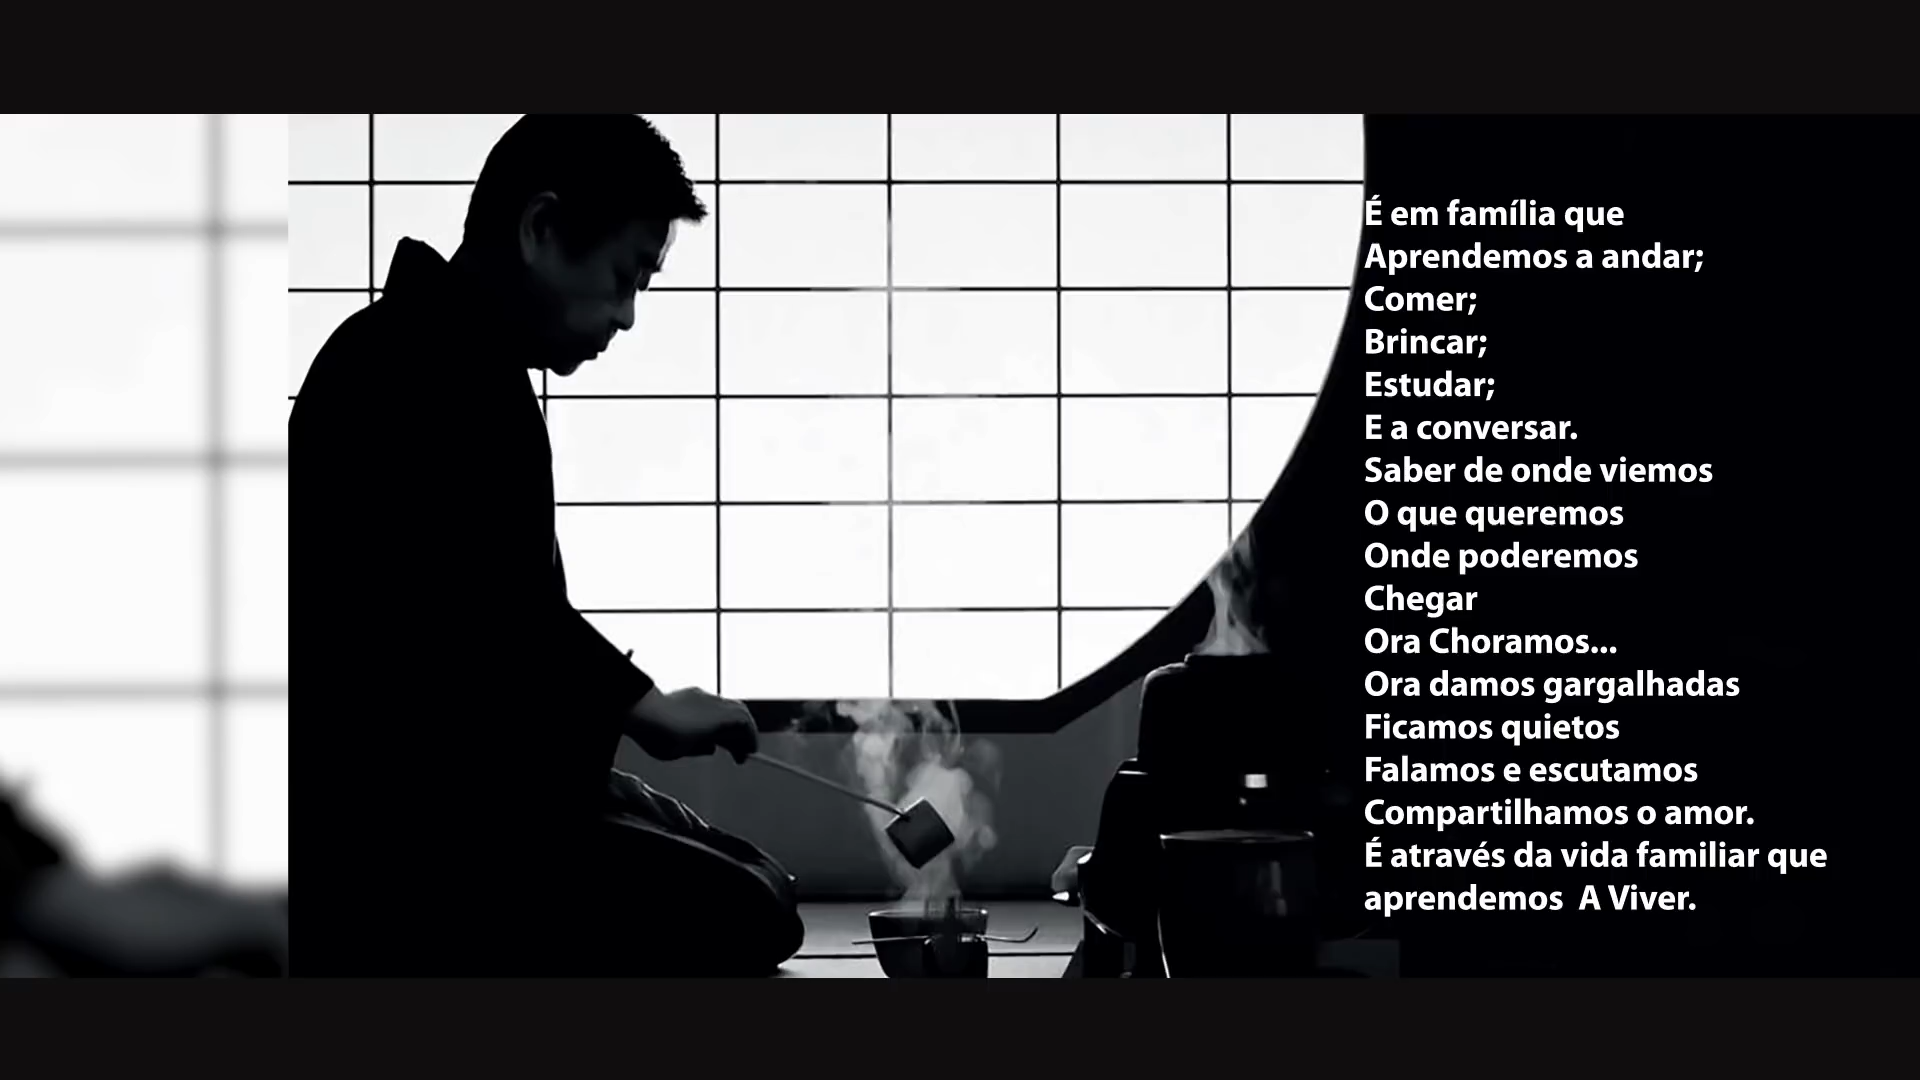 É em família que
Aprendemos a andar;
Comer;
Brincar;
Estudar;
E a conversar.
Saber de onde viemos
O que queremos
Onde poderemos
Chegar
Ora Choramos...
Ora damos gargalhadas
Ficamos quietos
Falamos e escutamos
Compartilhamos o amor.
É através da vida familiar que
aprendemos  A Viver.